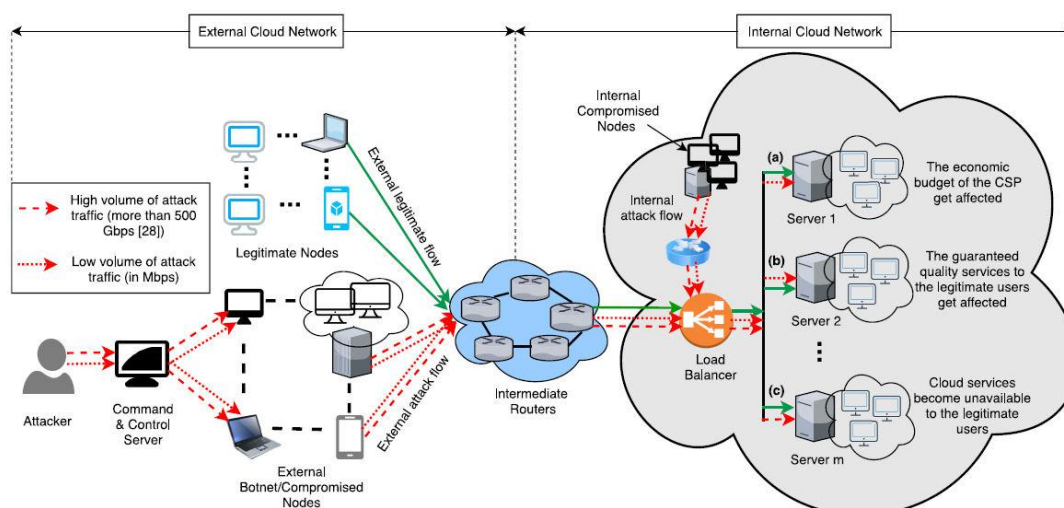 External Cloud Network
Internal Cloud Network
Internal
Compromised
Nodes
External legitimate flow
(a)
The economic
budget of the CSP
get affected
High volume of attack
traffic (more than 500
Gbps [28])
Low volume of attack
traffic (in Mbps)
Legitimate Nodes
Internal
attack flow
Server 1
(b)
The guaranteed
quality services to
the legitimate users
get affected
Server 2
Load
Balancer
Intermediate
Routers
External attack flow
Attacker
Command
& Control
Server
(c)
Cloud services
become unavailable
to the legitimate
users
Server m
External
Botnet/Compromised
Nodes